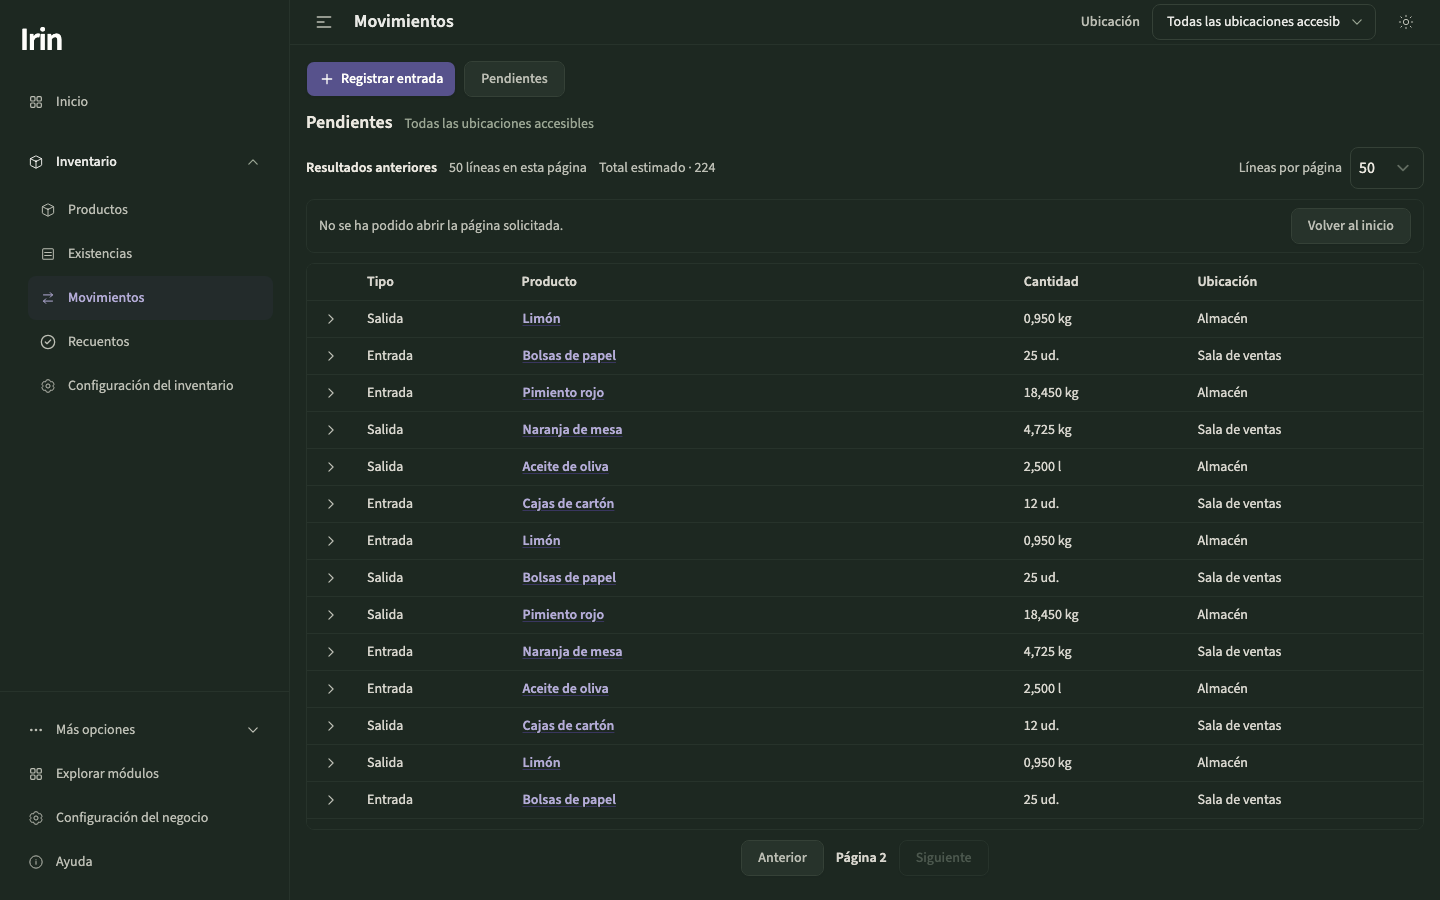 Irin
Inicio
Inventario
Productos
Existencias
Movimientos
Recuentos
Configuración del inventario
Más opciones
Explorar módulos
Configuración del negocio
Ayuda
Movimientos
Ubicación Todas las ubicaciones accesib
Registrar entrada Pendientes
Pendientes Todas las ubicaciones accesibles
Resultados anteriores 50 líneas en esta página Total estimado · 224 Líneas por página 50
No se ha podido abrir la página solicitada. Volver al inicio
Tipo Producto Cantidad Ubicación
Salida Limón 0,950 kg Almacén
Entrada Bolsas de papel 25 ud. Sala de ventas
Entrada Pimiento rojo 18,450 kg Almacén
Salida Naranja de mesa 4,725 kg Sala de ventas
Salida Aceite de oliva 2,500 l Almacén
Entrada Cajas de cartón 12 ud. Sala de ventas
Entrada Limón 0,950 kg Almacén
Salida Bolsas de papel 25 ud. Sala de ventas
Salida Pimiento rojo 18,450 kg Almacén
Entrada Naranja de mesa 4,725 kg Sala de ventas
Entrada Aceite de oliva 2,500 l Almacén
Salida Cajas de cartón 12 ud. Sala de ventas
Salida Limón 0,950 kg Almacén
Entrada Bolsas de papel 25 ud. Sala de ventas
Anterior Página 2 Siguiente